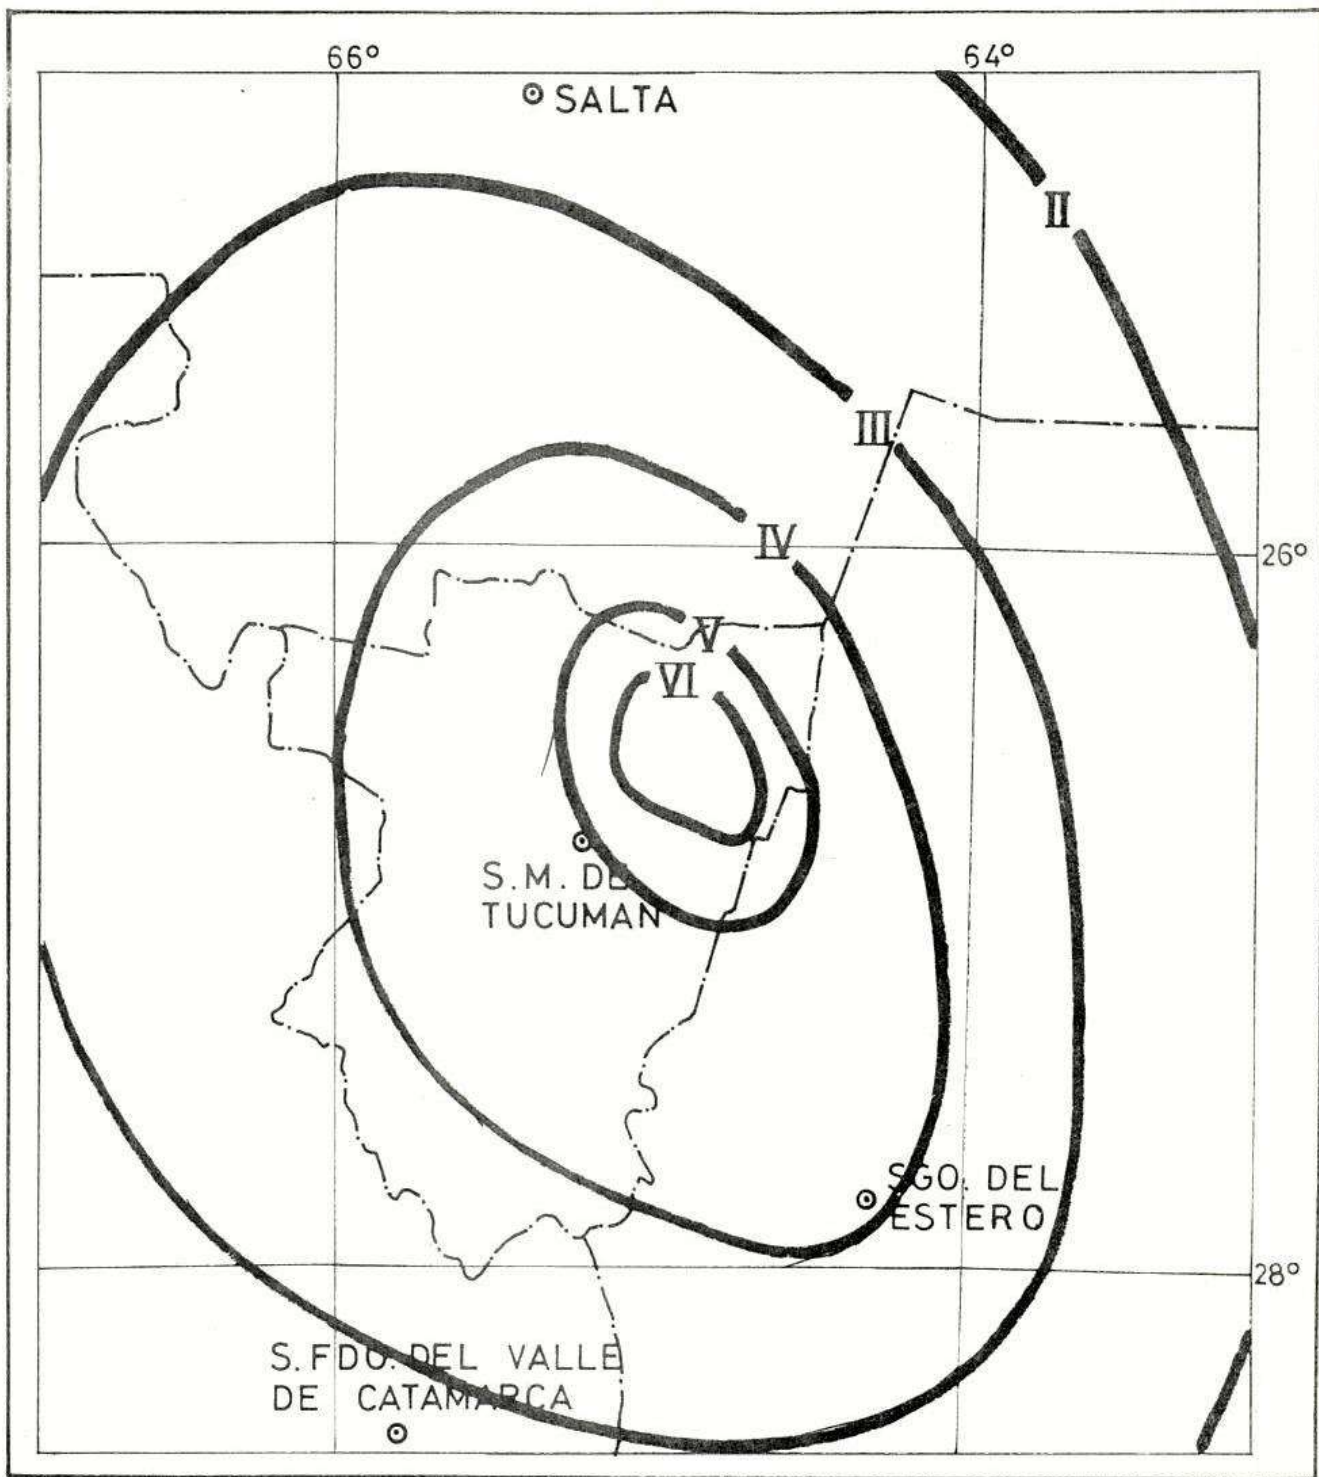 66°
64°
SALTA
II
III
IV
26°
V
VI
S.M. DE
TUCUMAN
SGO. DEL
ESTERO
28°
S. FDO. DEL VALLE
DE CATAMARCA